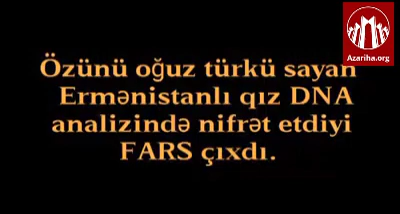 Azariha.org
Özünü oğuz türkü sayan
Ermənistanlı qız DNA
analizində nifrət etdiyi
FARS çıxdı.